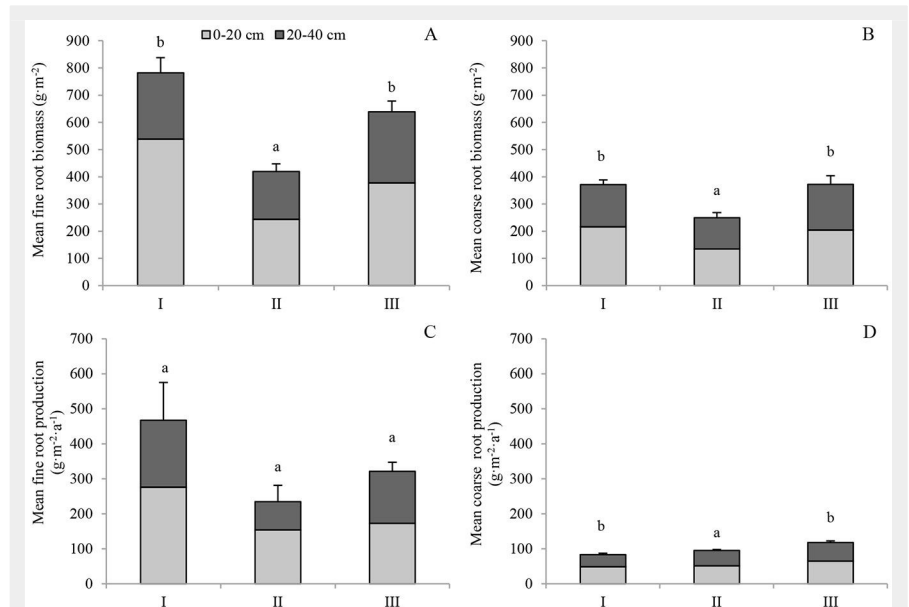 0-20 cm 20-40 cm
A
Mean fine root biomass (g·m-2)
900
800
700
600
500
400
300
200
100
0
b
a
b
I II III
B
Mean coarse root biomass (g·m-2)
900
800
700
600
500
400
300
200
100
0
b
a
b
I II III
C
Mean fine root production
(g·m-2·a-1)
700
600
500
400
300
200
100
0
a
a
a
I II III
D
Mean coarse root production
(g·m-2·a-1)
700
600
500
400
300
200
100
0
b
a
b
I II III